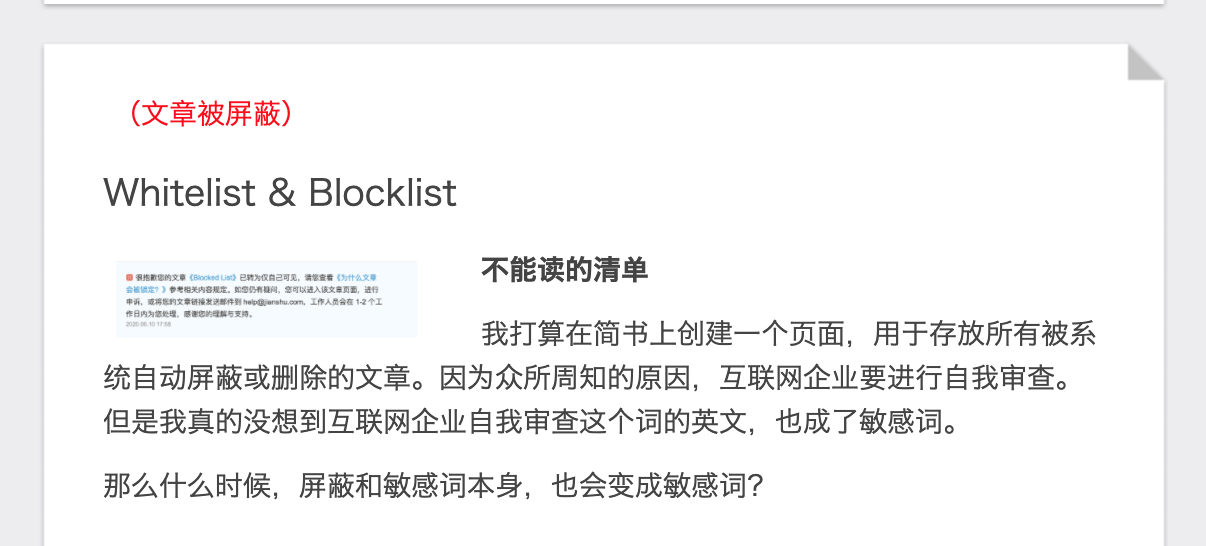 （文章被屏蔽）
Whitelist & Blocklist
很抱歉您的文章《Blocked List》已转为仅自己可见，请您查看《为什么文章
会被锁定？》参考相关内容规定。如您仍有疑问，您可以进入该文章页面，进行
申诉，或将您的文章链接发送邮件到 help@jianshu.com，工作人员会在 1-2 个工
作日内为您处理，感谢您的理解与支持。
2020.06.10 17:58
不能读的清单
我打算在简书上创建一个页面，用于存放所有被系
统自动屏蔽或删除的文章。因为众所周知的原因，互联网企业要进行自我审查。
但是我真的没想到互联网企业自我审查这个词的英文，也成了敏感词。
那么什么时候，屏蔽和敏感词本身，也会变成敏感词？